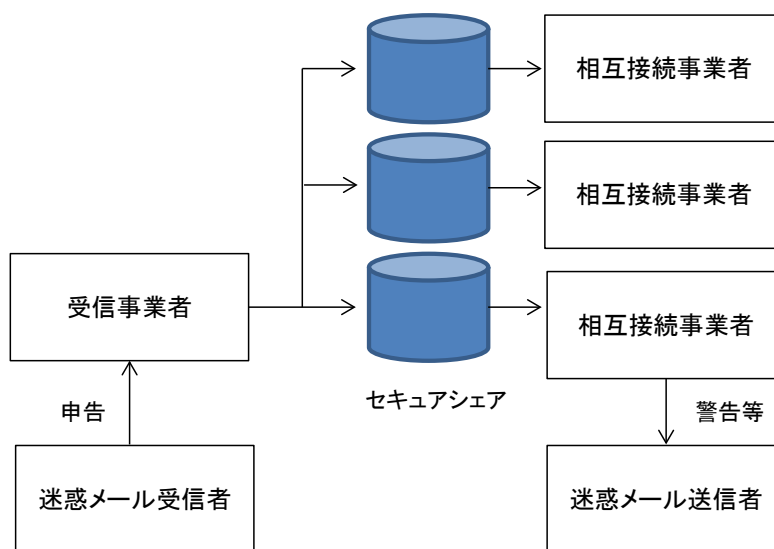 相互接続事業者
相互接続事業者
受信事業者
相互接続事業者
セキュアシェア
申告
警告等
迷惑メール受信者
迷惑メール送信者